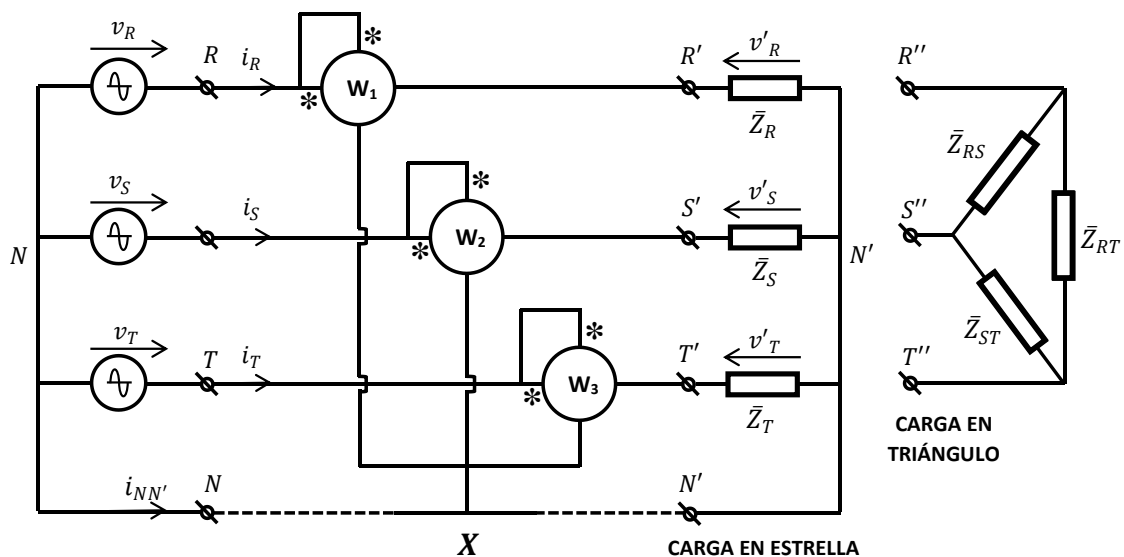 v_R
R
i_R
*
*
W₁
R'
v'_R
Z̄_R
R''
Z̄_RS
v_S
S
i_S
*
*
W₂
S'
v'_S
Z̄_S
S''
Z̄_RT
N
N'
Z̄_ST
v_T
T
i_T
*
*
W₃
T'
v'_T
Z̄_T
T''
CARGA EN
TRIÁNGULO
i_NN'
N
N'
X
CARGA EN ESTRELLA